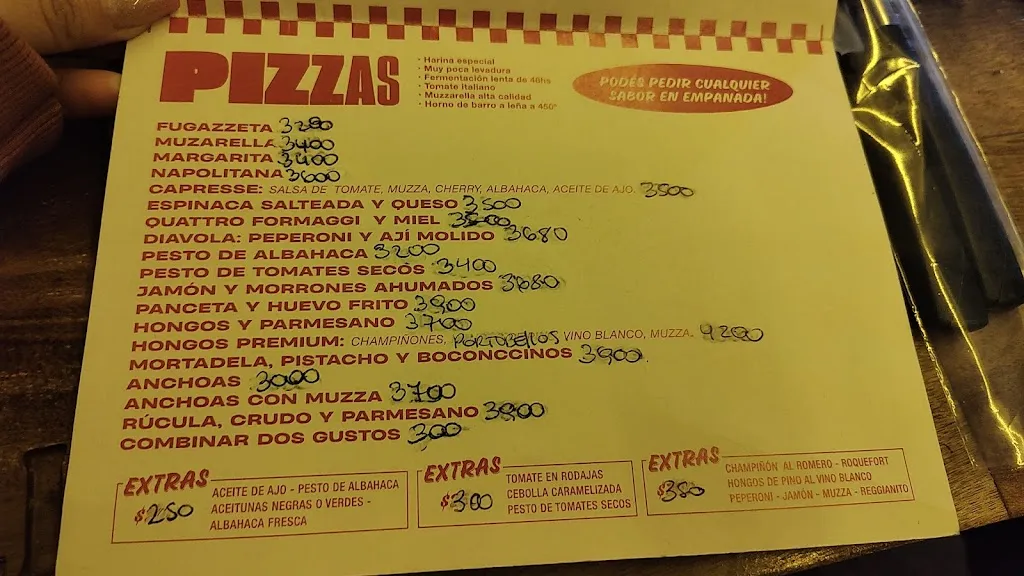 PIZZAS
• Harina especial
• Muy poca levadura
• Fermentación lenta de 48hs
• Tomate italiano
• Muzzarella alta calidad
• Horno de barro a leña a 450°
PODÉS PEDIR CUALQUIER
SABOR EN EMPANADA!
FUGAZZETA
MUZARELLA 3400
MARGARITA 3400
NAPOLITANA 3600
CAPRESSE: SALSA DE TOMATE, MUZZA, CHERRY, ALBAHACA, ACEITE DE AJO. 3500
ESPINACA SALTEADA Y QUESO 3500
QUATTRO FORMAGGI Y MIEL
DIAVOLA: PEPERONI Y AJÍ MOLIDO 3680
PESTO DE ALBAHACA 3200
PESTO DE TOMATES SECOS 3400
JAMÓN Y MORRONES AHUMADOS 3680
PANCETA Y HUEVO FRITO 3900
HONGOS Y PARMESANO 3700
HONGOS PREMIUM: CHAMPIÑONES, PORTOBELLOS VINO BLANCO, MUZZA. 4200
MORTADELA, PISTACHO Y BOCONCCINOS 3900
ANCHOAS 3000
ANCHOAS CON MUZZA 3700
RÚCULA, CRUDO Y PARMESANO 3900
COMBINAR DOS GUSTOS 300
EXTRAS
$250
ACEITE DE AJO - PESTO DE ALBAHACA
ACEITUNAS NEGRAS O VERDES -
ALBAHACA FRESCA
EXTRAS
$300
TOMATE EN RODAJAS
CEBOLLA CARAMELIZADA
PESTO DE TOMATES SECOS
EXTRAS
$350
CHAMPIÑÓN AL ROMERO - ROQUEFORT
HONGOS DE PINO AL VINO BLANCO
PEPERONI - JAMÓN - MUZZA - REGGIANITO